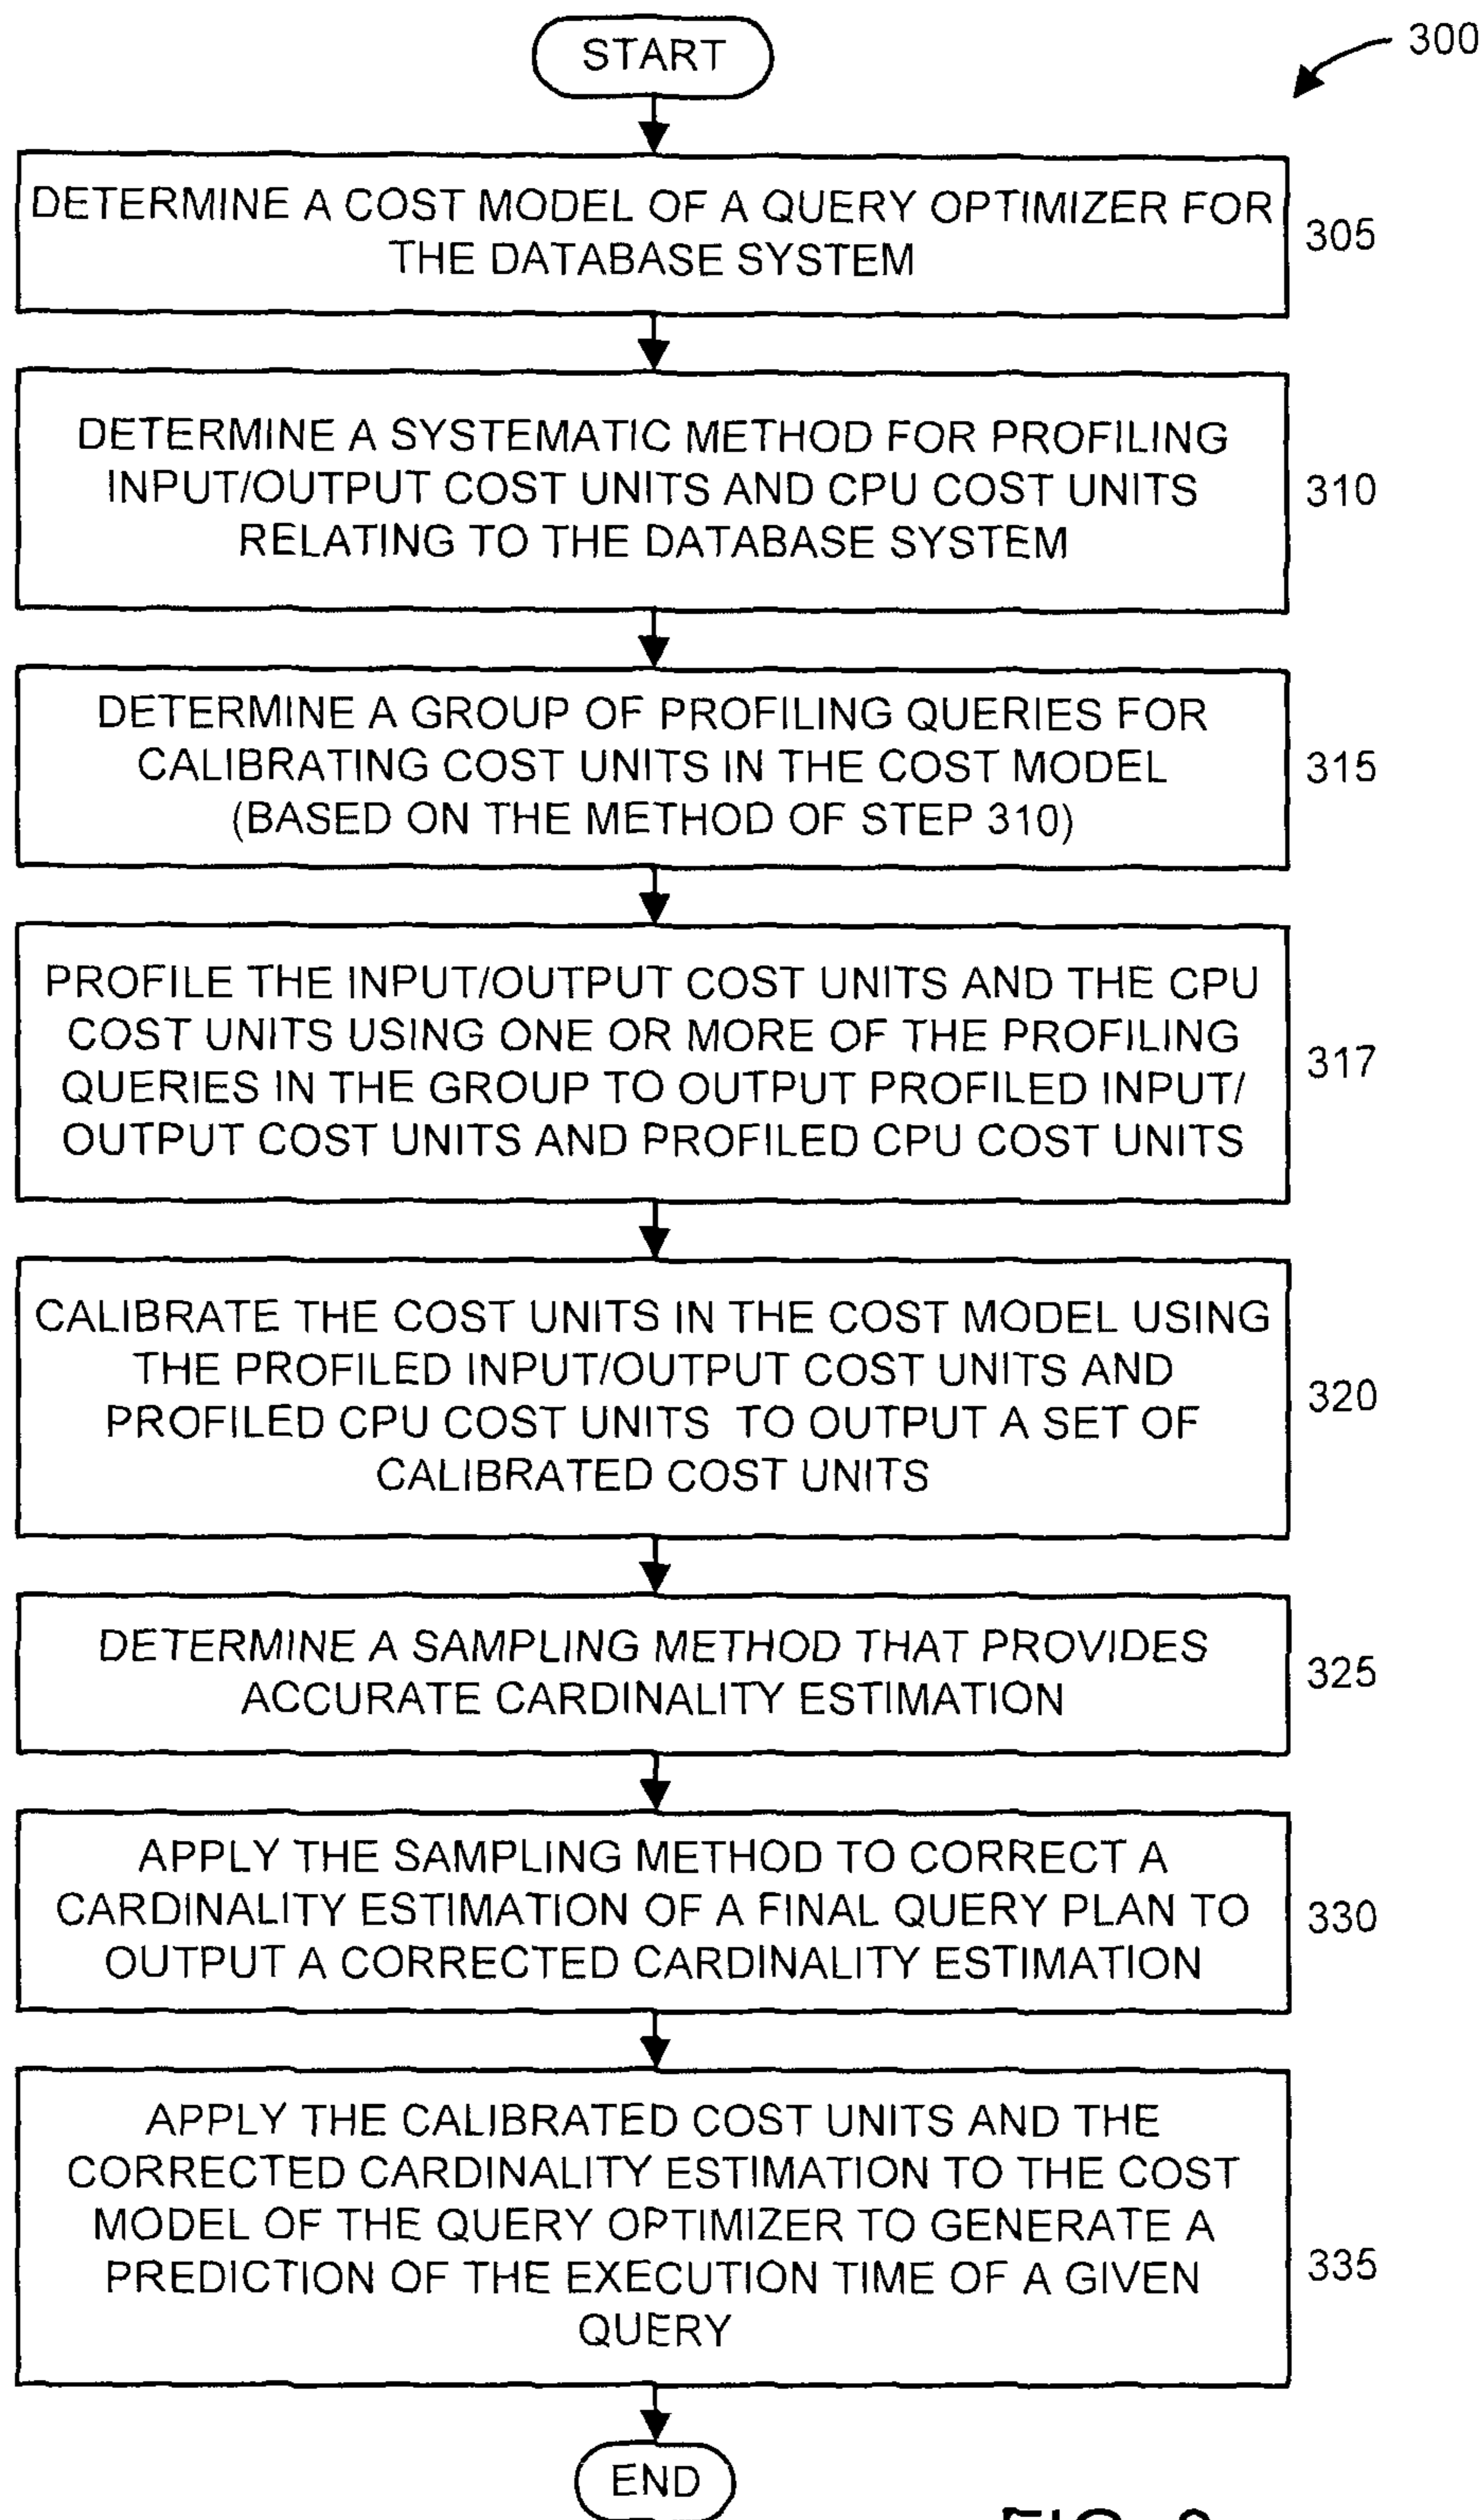 START
300
DETERMINE A COST MODEL OF A QUERY OPTIMIZER FOR
THE DATABASE SYSTEM
305
DETERMINE A SYSTEMATIC METHOD FOR PROFILING
INPUT/OUTPUT COST UNITS AND CPU COST UNITS
RELATING TO THE DATABASE SYSTEM
310
DETERMINE A GROUP OF PROFILING QUERIES FOR
CALIBRATING COST UNITS IN THE COST MODEL
(BASED ON THE METHOD OF STEP 310)
315
PROFILE THE INPUT/OUTPUT COST UNITS AND THE CPU
COST UNITS USING ONE OR MORE OF THE PROFILING
QUERIES IN THE GROUP TO OUTPUT PROFILED INPUT/
OUTPUT COST UNITS AND PROFILED CPU COST UNITS
317
CALIBRATE THE COST UNITS IN THE COST MODEL USING
THE PROFILED INPUT/OUTPUT COST UNITS AND
PROFILED CPU COST UNITS TO OUTPUT A SET OF
CALIBRATED COST UNITS
320
DETERMINE A SAMPLING METHOD THAT PROVIDES
ACCURATE CARDINALITY ESTIMATION
325
APPLY THE SAMPLING METHOD TO CORRECT A
CARDINALITY ESTIMATION OF A FINAL QUERY PLAN TO
OUTPUT A CORRECTED CARDINALITY ESTIMATION
330
APPLY THE CALIBRATED COST UNITS AND THE
CORRECTED CARDINALITY ESTIMATION TO THE COST
MODEL OF THE QUERY OPTIMIZER TO GENERATE A
PREDICTION OF THE EXECUTION TIME OF A GIVEN
QUERY
335
END